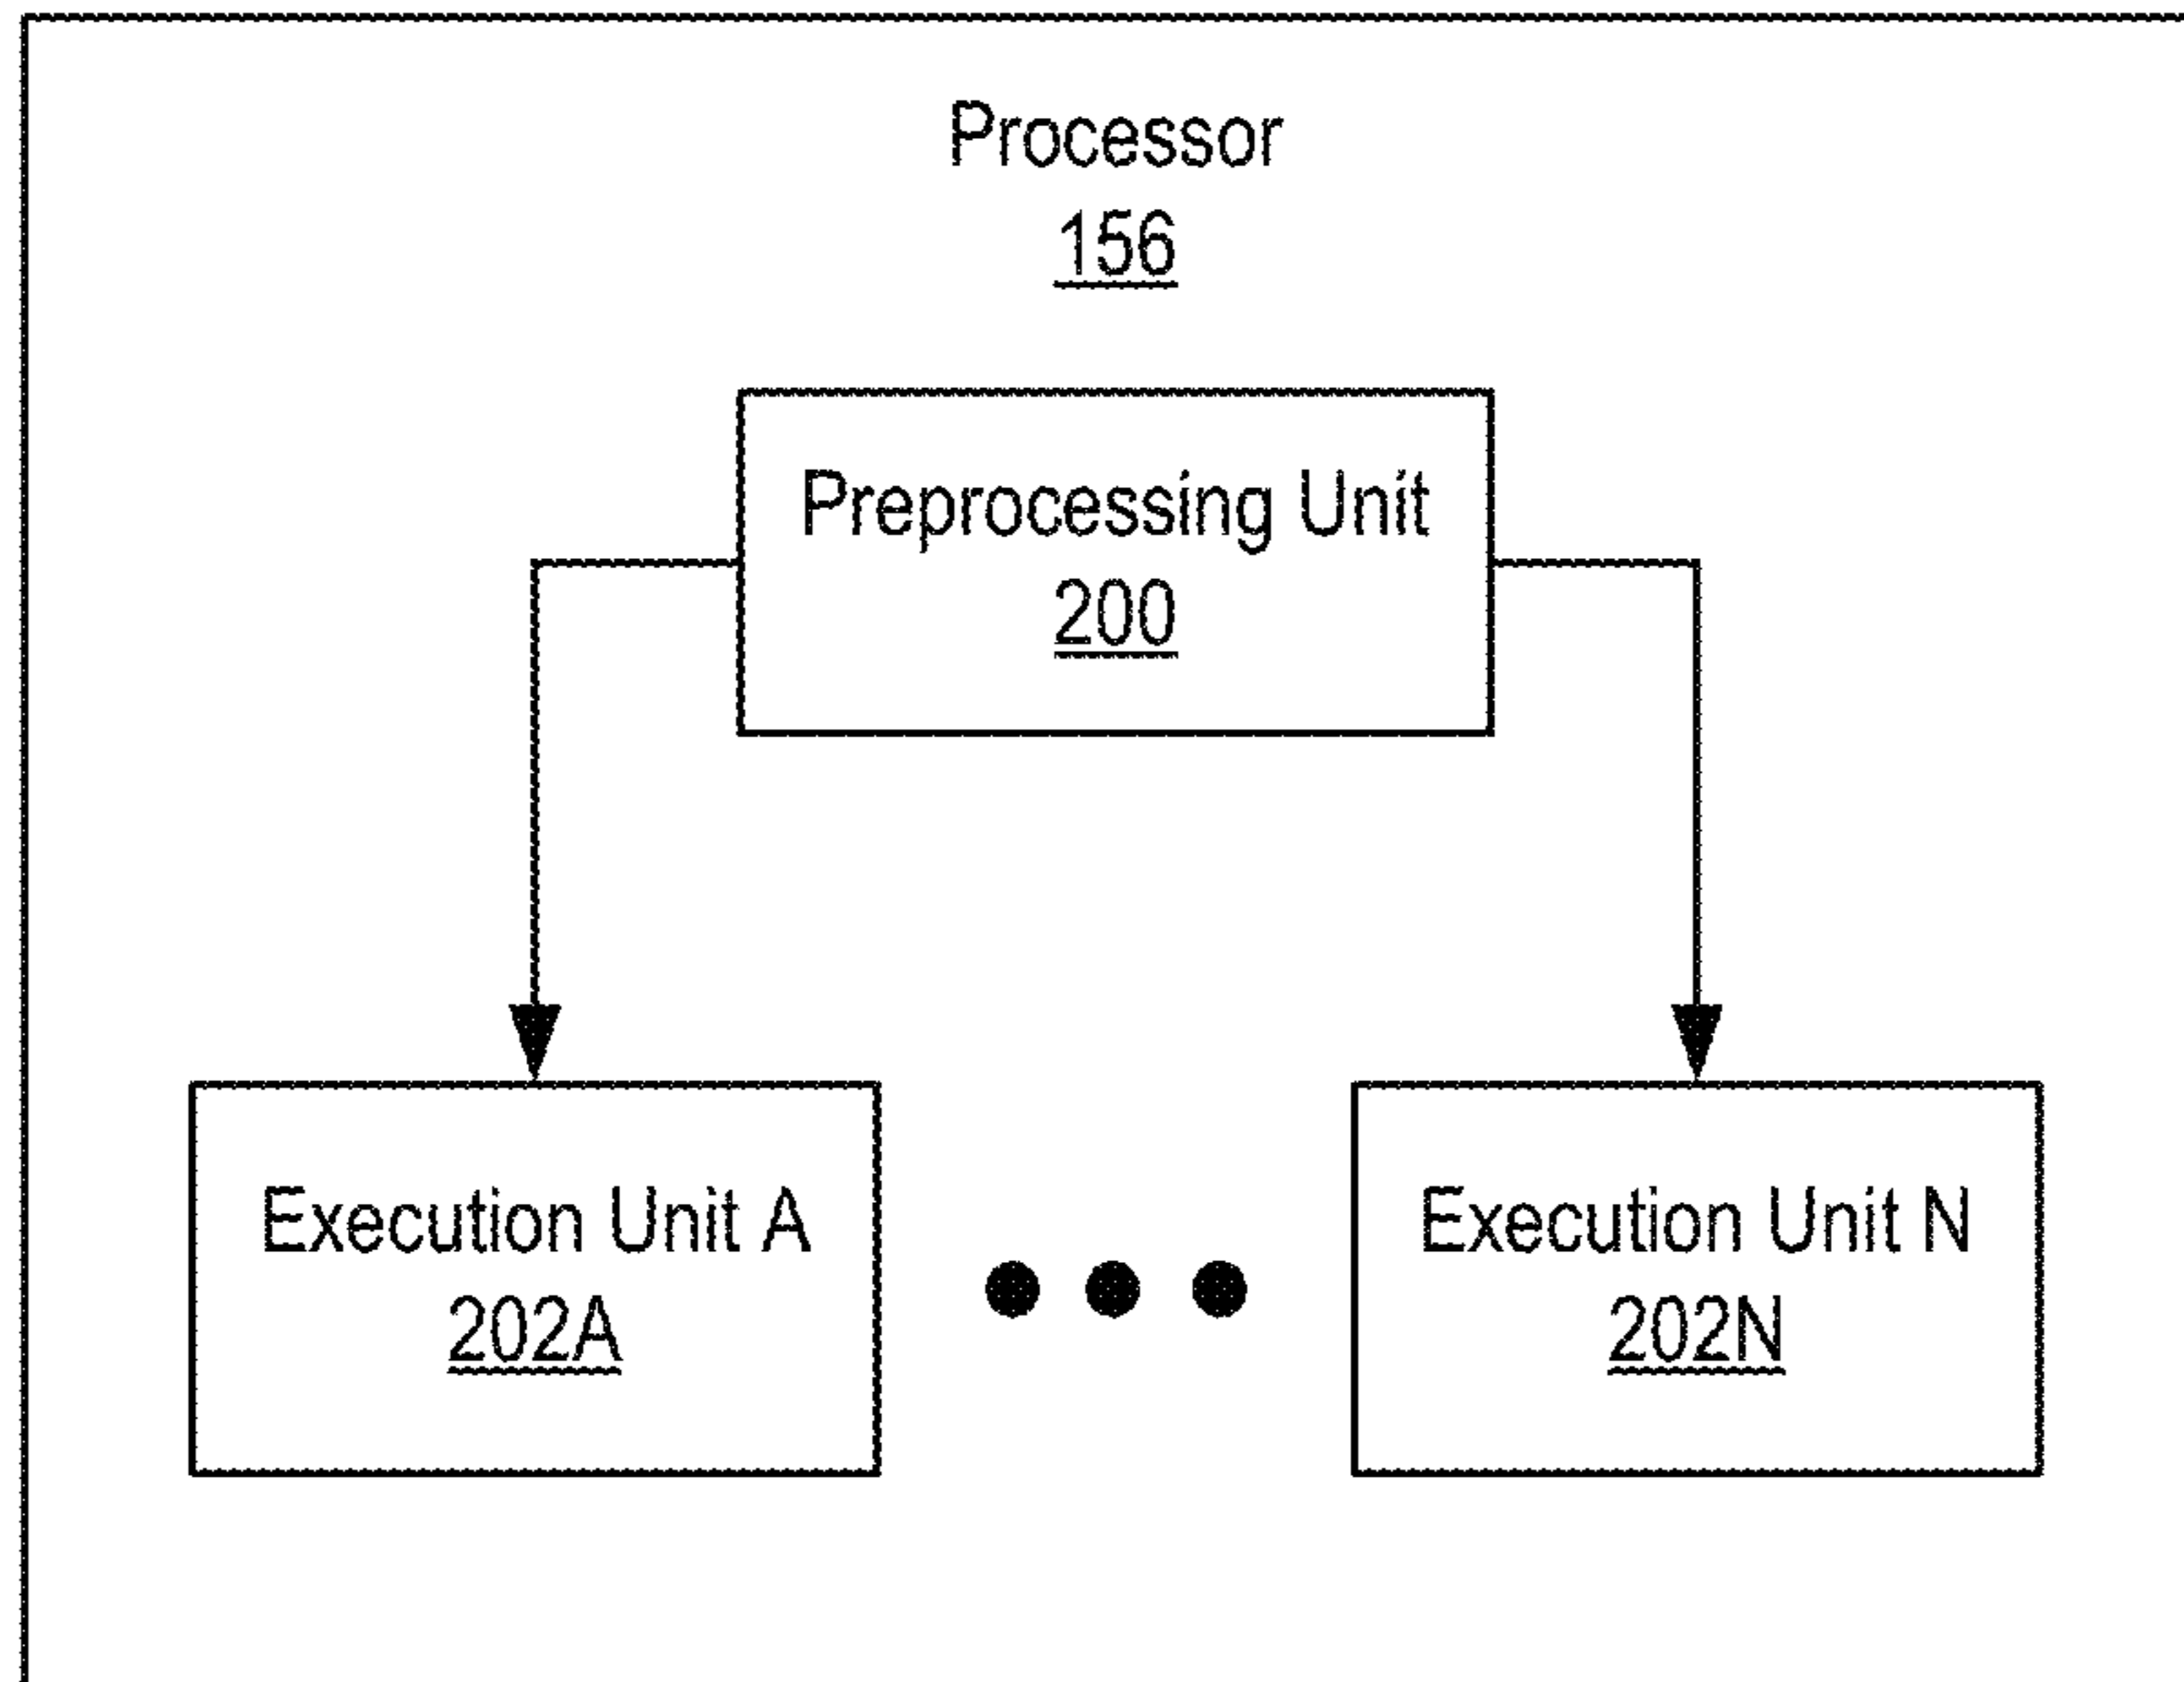 Processor
156
Preprocessing Unit
200
Execution Unit A
202A
Execution Unit N
202N